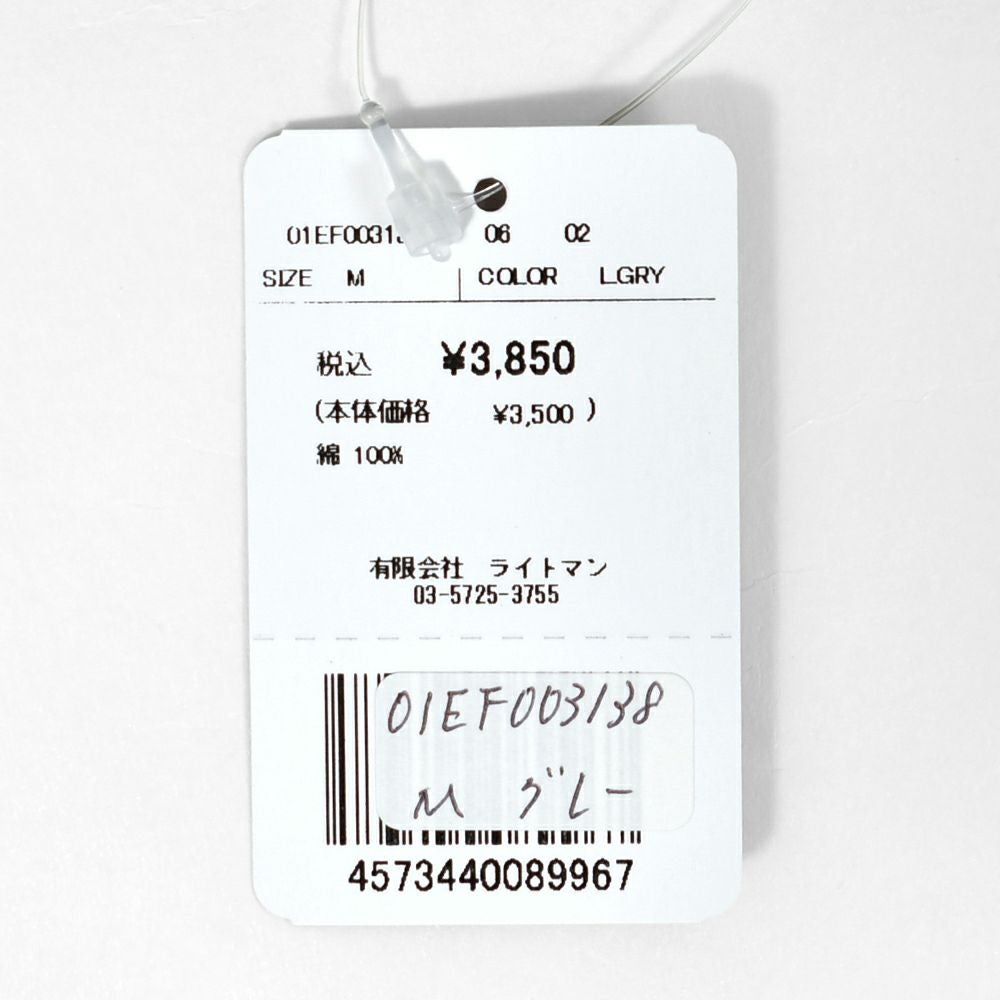 01EF00313 06 02
SIZE M COLOR LGRY
税込 ¥3,850
(本体価格 ¥3,500 )
綿 100%
有限会社 ライトマン
03-5725-3755
01EF003138
M グレー
4573440089967